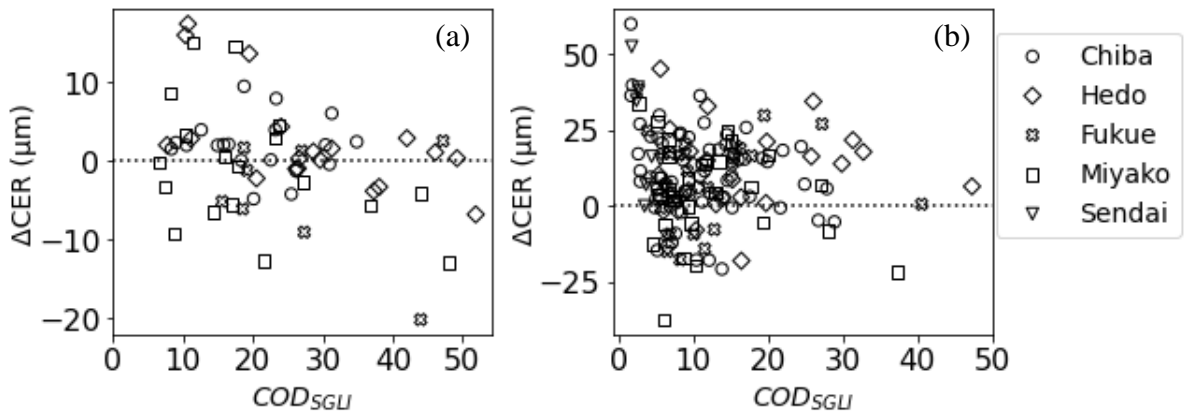 (a)
ΔCER (μm)
10
0
−10
−20
0 10 20 30 40 50
COD_SGLI
(b)
ΔCER (μm)
50
25
0
−25
0 10 20 30 40 50
COD_SGLI
Chiba
Hedo
Fukue
Miyako
Sendai